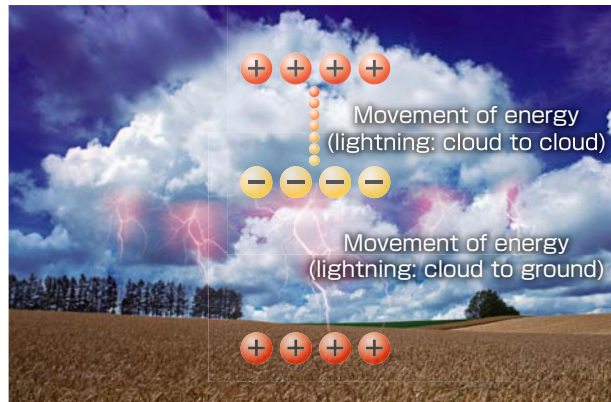 + + + +
Movement of energy
(lightning: cloud to cloud)
− − − −
Movement of energy
(lightning: cloud to ground)
+ + + +